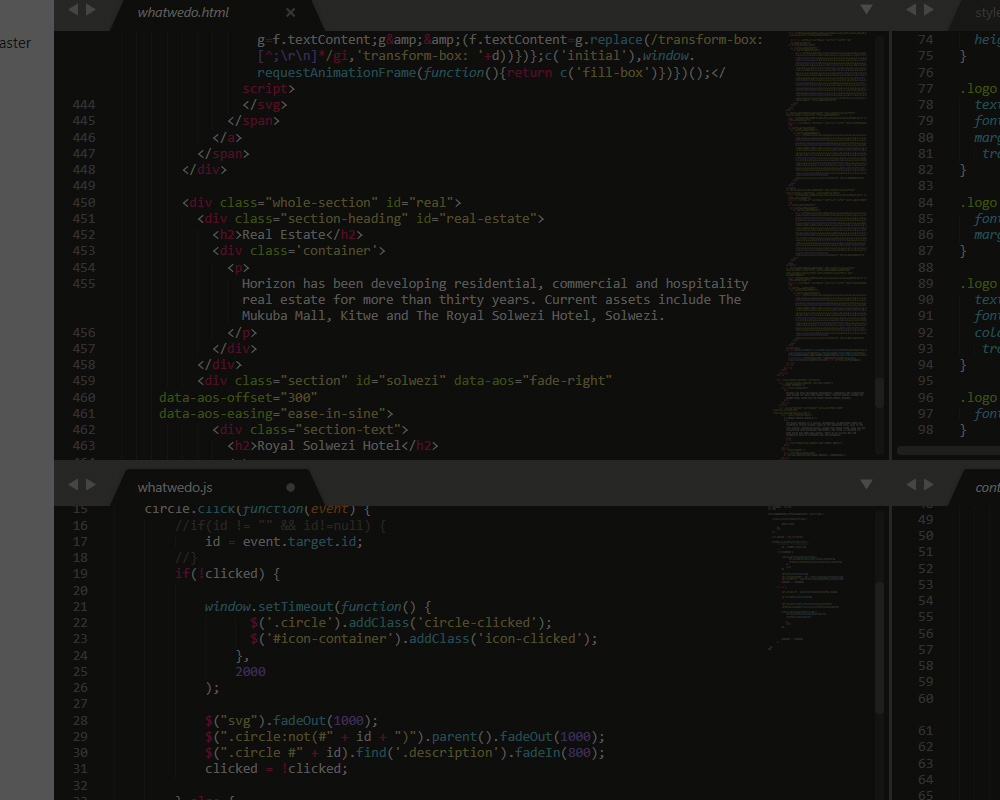 whatwedo.html ×
style
aster
g=f.textContent;g&amp;&amp;(f.textContent=g.replace(/transform-box:
[^;\r\n]*/gi,'transform-box: '+d))})};c('initial'),window.
requestAnimationFrame(function(){return c('fill-box')})})();</
script>
444 </svg>
445 </span>
446 </a>
447 </span>
448 </div>
449
450 <div class="whole-section" id="real">
451 <div class="section-heading" id="real-estate">
452 <h2>Real Estate</h2>
453 <div class='container'>
454 <p>
455 Horizon has been developing residential, commercial and hospitality
real estate for more than thirty years. Current assets include The
Mukuba Mall, Kitwe and The Royal Solwezi Hotel, Solwezi.
456 </p>
457 </div>
458 </div>
459 <div class="section" id="solwezi" data-aos="fade-right"
460 data-aos-offset="300"
461 data-aos-easing="ease-in-sine">
462 <div class="section-text">
463 <h2>Royal Solwezi Hotel</h2>
74 heig
75 }
76
77 .logo
78 text
79 font
80 marg
81 tra
82 }
83
84 .logo
85 font
86 marg
87 }
88
89 .logo
90 text
91 font
92 colo
93 tra
94 }
95
96 .logo
97 font
98 }
whatwedo.js
cont
15 circle.click(function(event) {
16 //if(id != "" && id!=null) {
17 id = event.target.id;
18 //}
19 if(!clicked) {
20
21 window.setTimeout(function() {
22 $('.circle').addClass('circle-clicked');
23 $('#icon-container').addClass('icon-clicked');
24 },
25 2000
26 );
27
28 $("svg").fadeOut(1000);
29 $(".circle:not(#" + id + ")").parent().fadeOut(1000);
30 $(".circle #" + id).find('.description').fadeIn(800);
31 clicked = !clicked;
32
33 } else {
49
50
51
52
53
54
55
56
57
58
59
60
61
62
63
64
65